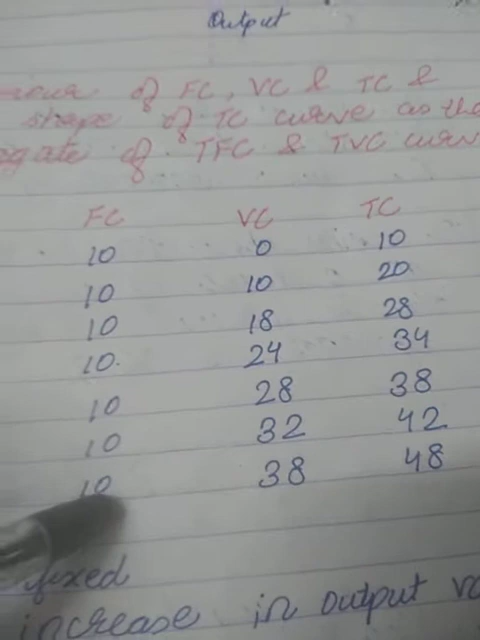 Output
of FC, VC & TC &
shape of TC curve as the
of TFC & TVC curv
FC VC TC
10 0 10
10 10 20
10 18 28
10. 24 34
10 28 38
10 32 42
10 38 48
fixed
increase in output